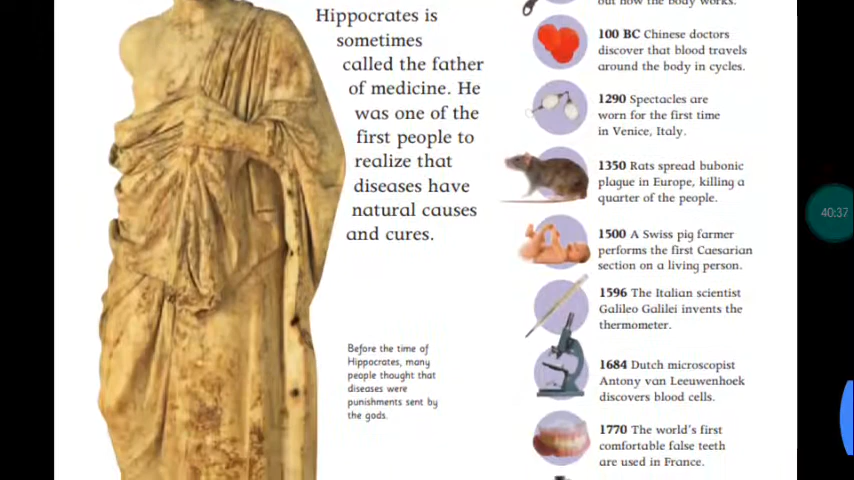 Hippocrates is
sometimes
called the father
of medicine. He
was one of the
first people to
realize that
diseases have
natural causes
and cures.
Before the time of
Hippocrates, many
people thought that
diseases were
punishments sent by
the gods.
out how the body works.
100 BC Chinese doctors
discover that blood travels
around the body in cycles.
1290 Spectacles are
worn for the first time
in Venice, Italy.
1350 Rats spread bubonic
plague in Europe, killing a
quarter of the people.
1500 A Swiss pig farmer
performs the first Caesarian
section on a living person.
1596 The Italian scientist
Galileo Galilei invents the
thermometer.
1684 Dutch microscopist
Antony van Leeuwenhoek
discovers blood cells.
1770 The world's first
comfortable false teeth
are used in France.
40:37